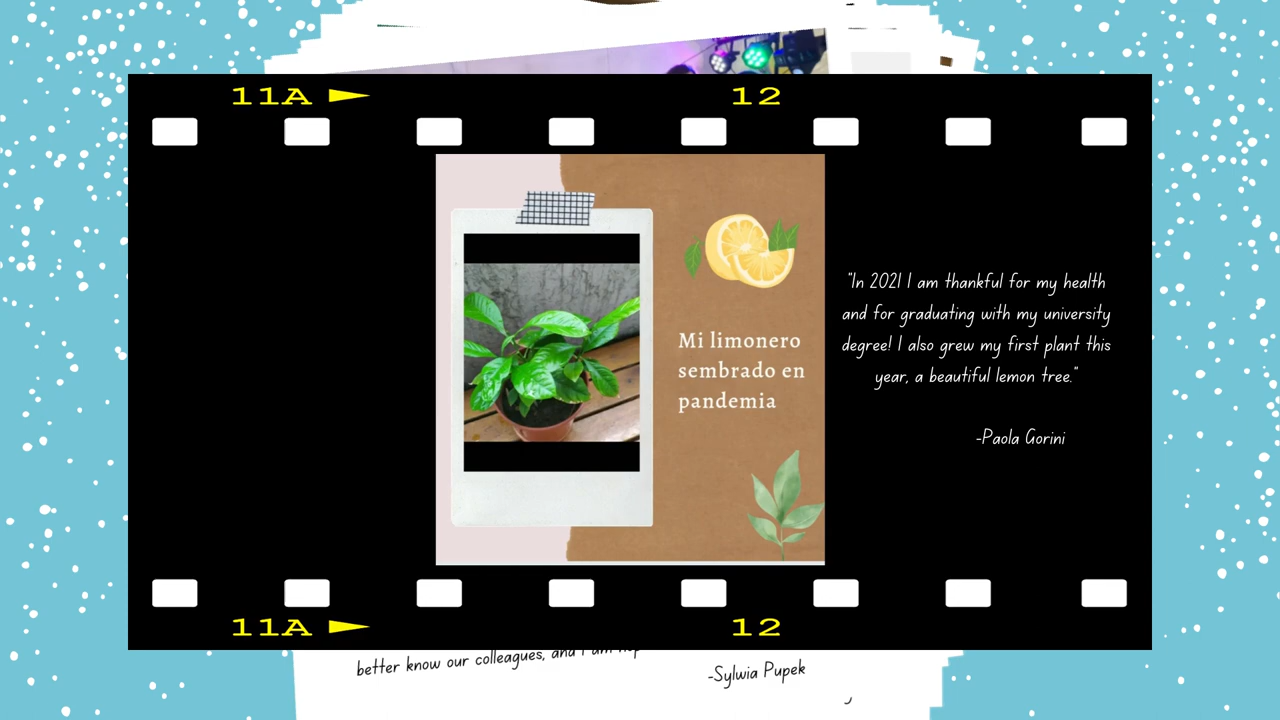 11A 12
Mi limonero
sembrado en
pandemia
"In 2021 I am thankful for my health
and for graduating with my university
degree! I also grew my first plant this
year, a beautiful lemon tree."
-Paola Gorini
11A 12
better know our colleagues, and I am
-Sylwia Pupek